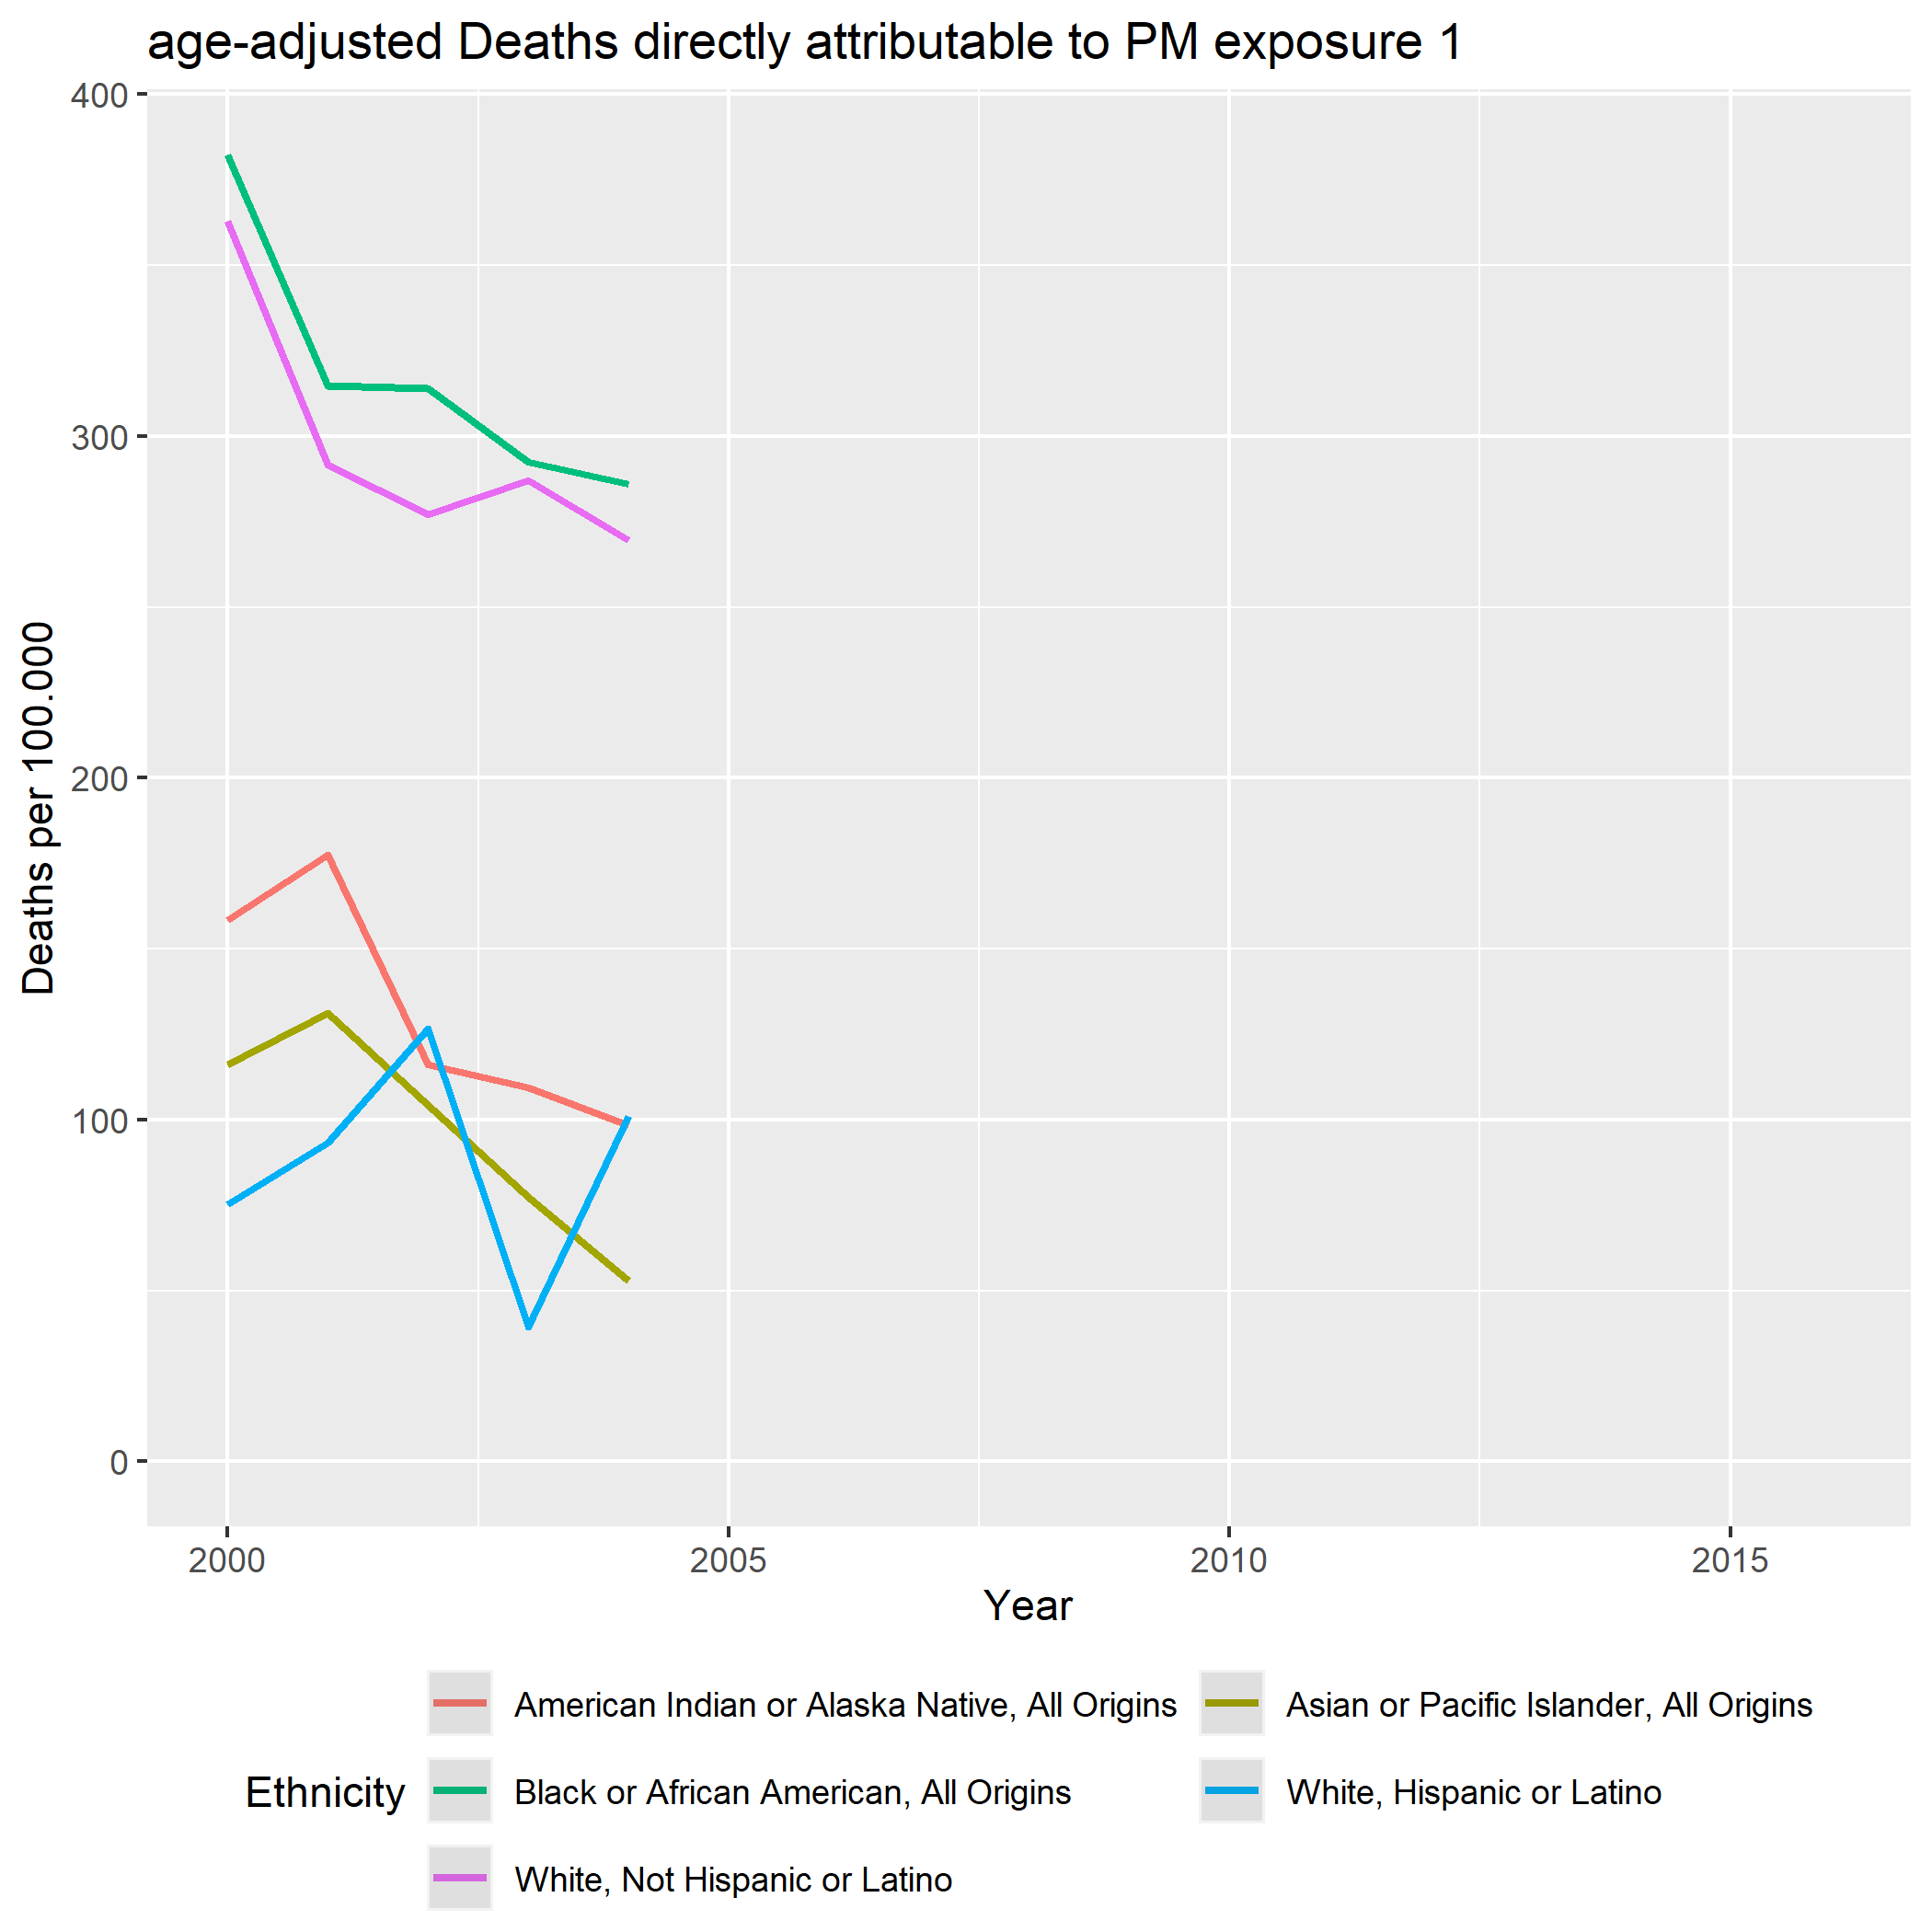 age-adjusted Deaths directly attributable to PM exposure 1
400
300
200
100
0
Deaths per 100.000
2000 2005 2010 2015
Year
Ethnicity
American Indian or Alaska Native, All Origins
Asian or Pacific Islander, All Origins
Black or African American, All Origins
White, Hispanic or Latino
White, Not Hispanic or Latino